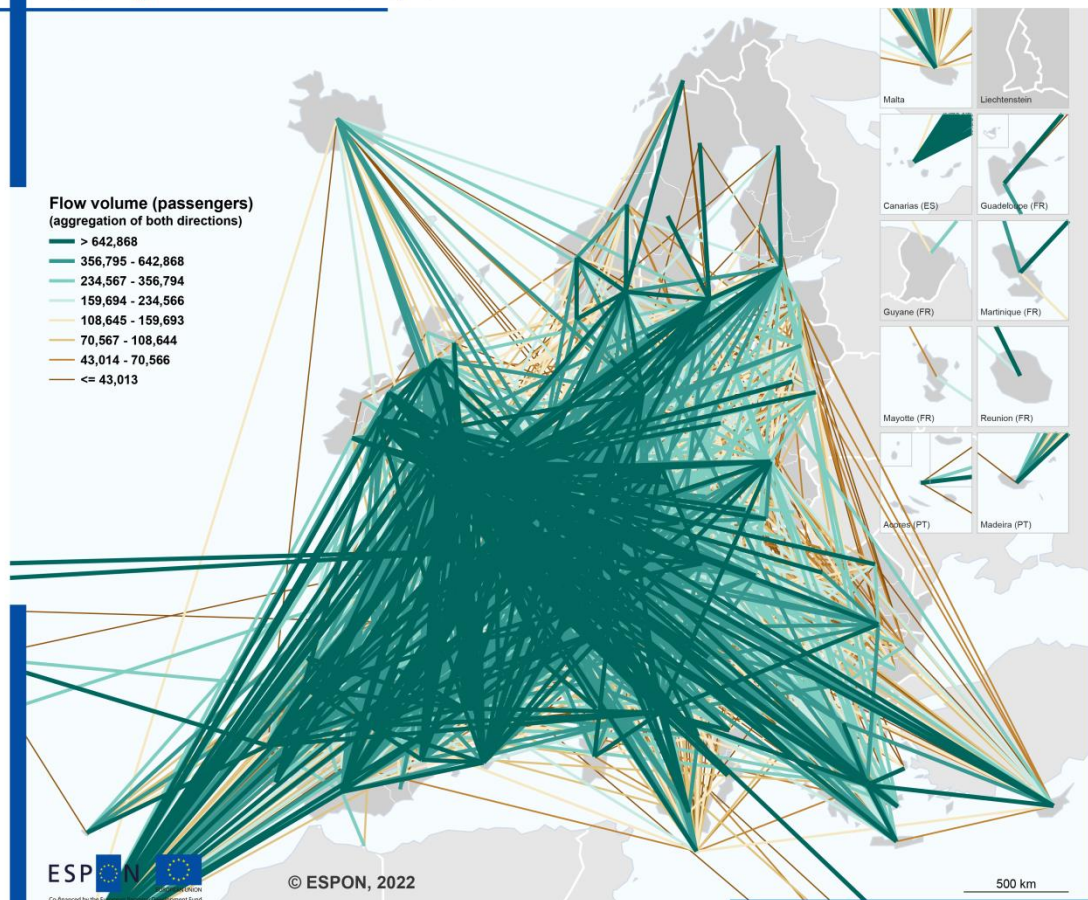 Flow volume (passengers)
(aggregation of both directions)
> 642,868
356,795 - 642,868
234,567 - 356,794
159,694 - 234,566
108,645 - 159,693
70,567 - 108,644
43,014 - 70,566
<= 43,013
Malta
Liechtenstein
Canarias (ES)
Guadeloupe (FR)
Guyane (FR)
Martinique (FR)
Mayotte (FR)
Reunion (FR)
Acores (PT)
Madeira (PT)
ESPON
EUROPEAN UNION
© ESPON, 2022
500 km